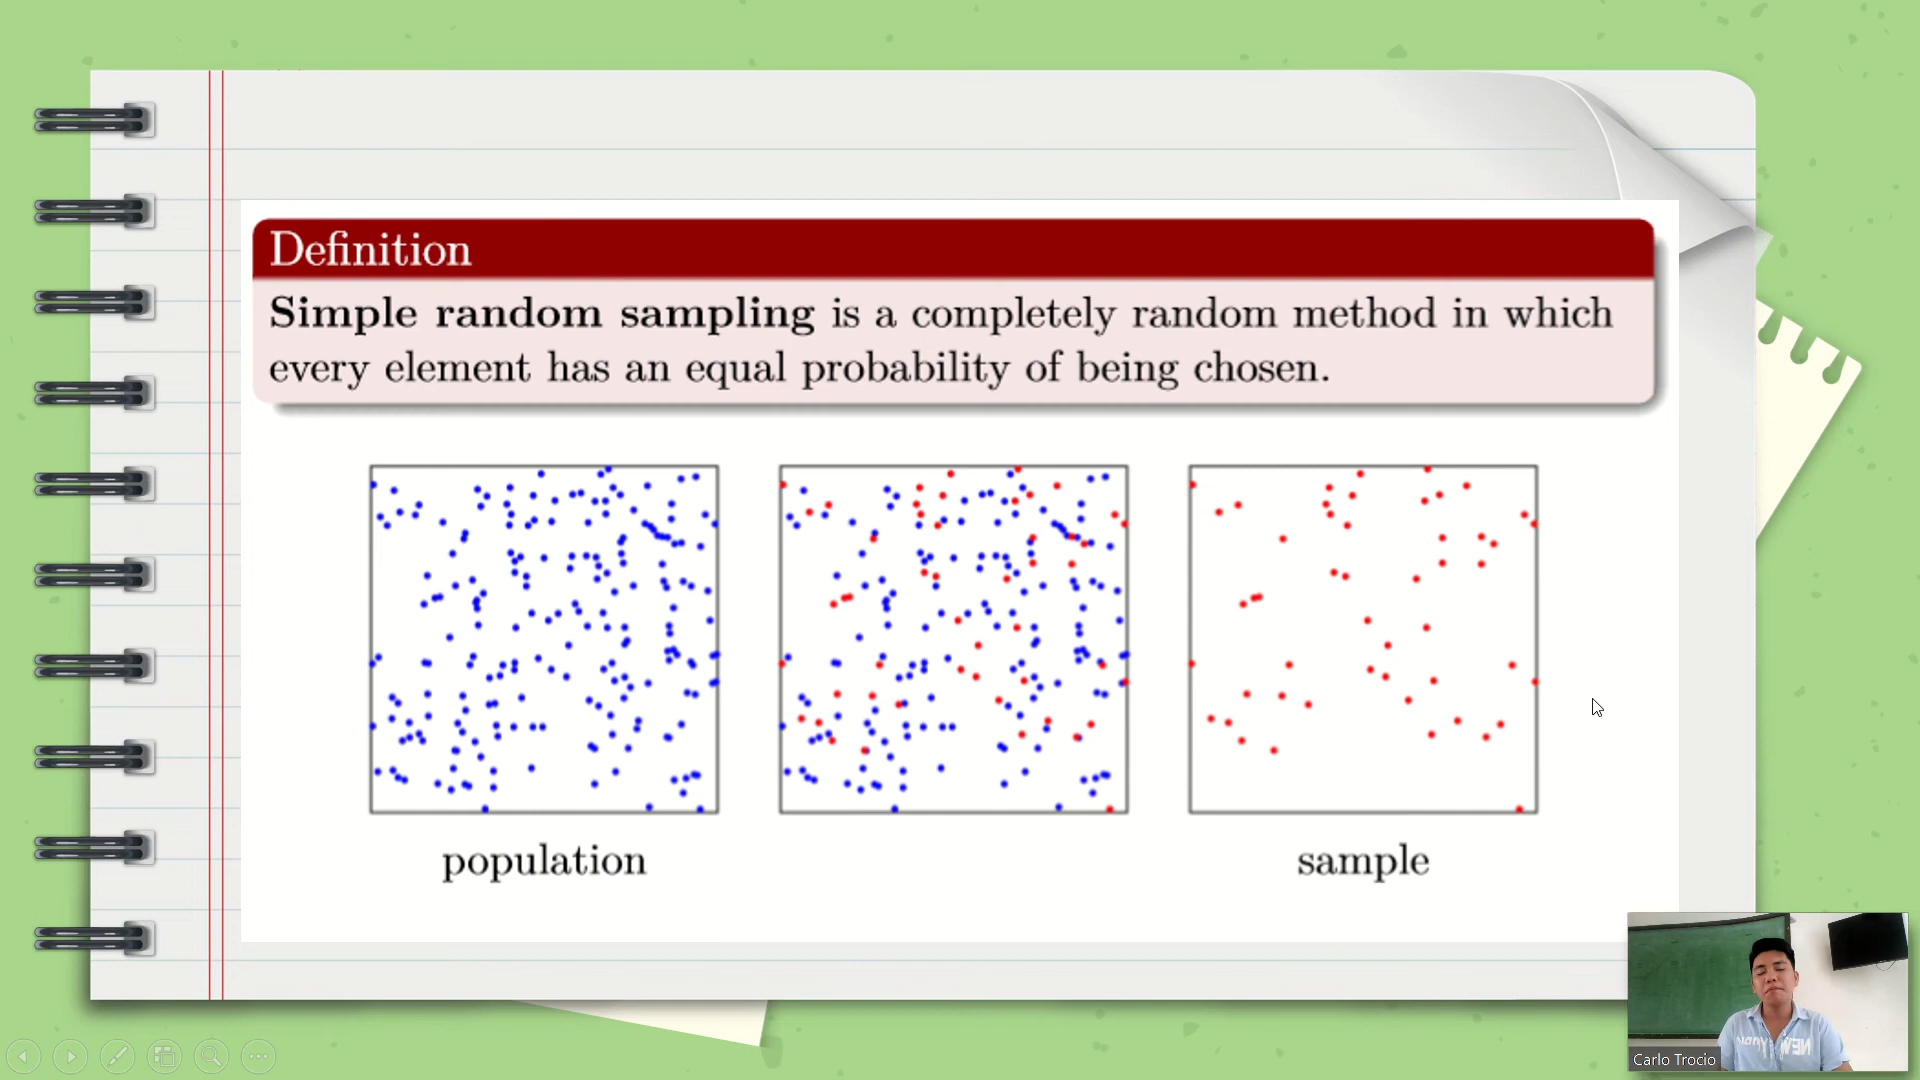 Definition
Simple random sampling is a completely random method in which
every element has an equal probability of being chosen.
population
sample
Carlo Trocio